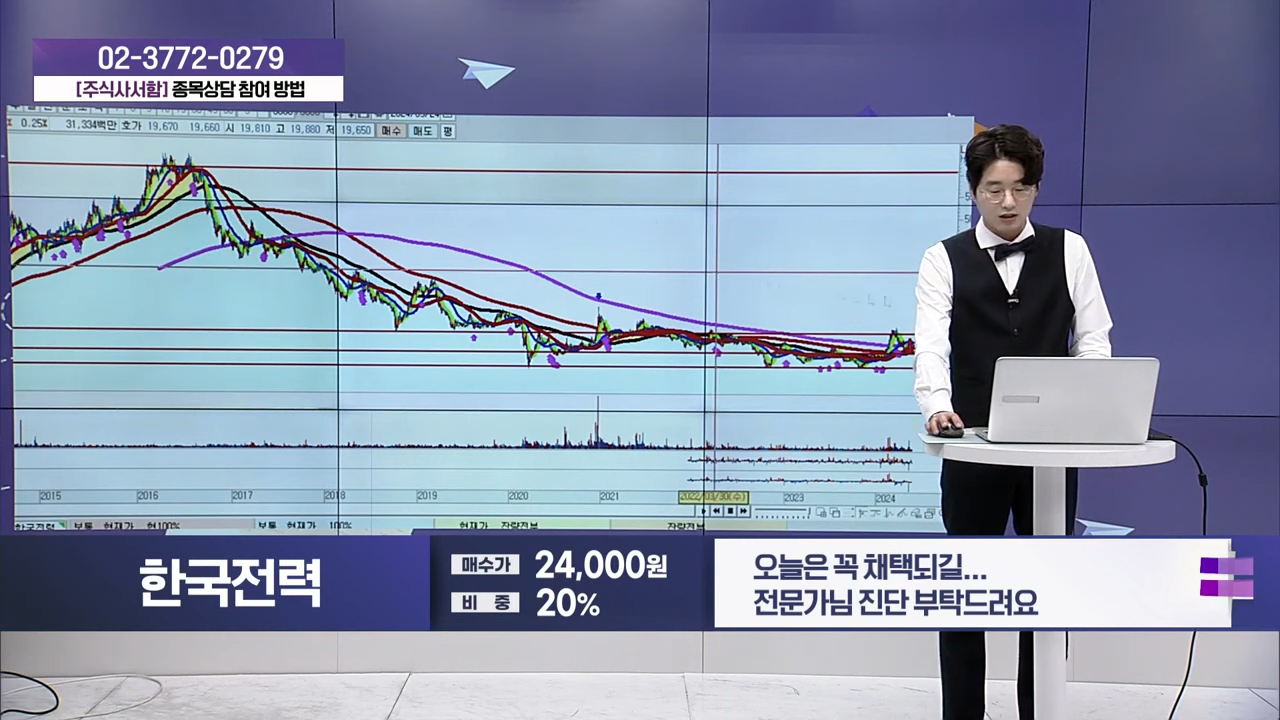 02-3772-0279
[주식사서함] 종목상담 참여 방법
0.25% 31,334백만 호가 19,670 19,660 시 19,810 고 19,880 저 19,650 매수 매도 평
2015 2016 2017 2018 2019 2020 2021 2022/03/30(수) 2023 2024
한국전력
매수가 24,000원
비 중 20%
오늘은 꼭 채택되길...
전문가님 진단 부탁드려요